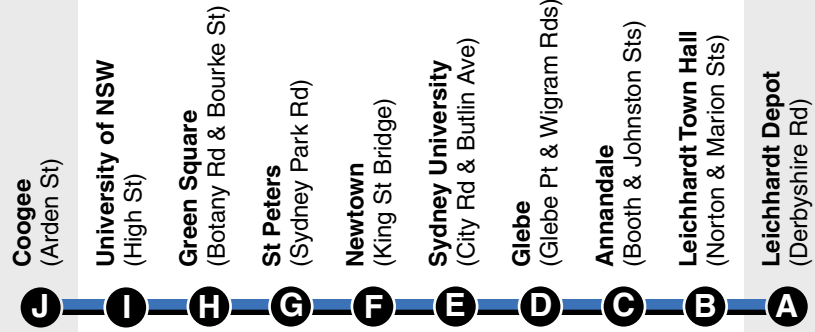 Coogee
(Arden St)
University of NSW
(High St)
Green Square
(Botany Rd & Bourke St)
St Peters
(Sydney Park Rd)
Newtown
(King St Bridge)
Sydney University
(City Rd & Butlin Ave)
Glebe
(Glebe Pt & Wigram Rds)
Annandale
(Booth & Johnston Sts)
Leichhardt Town Hall
(Norton & Marion Sts)
Leichhardt Depot
(Derbyshire Rd)
J I H G F E D C B A